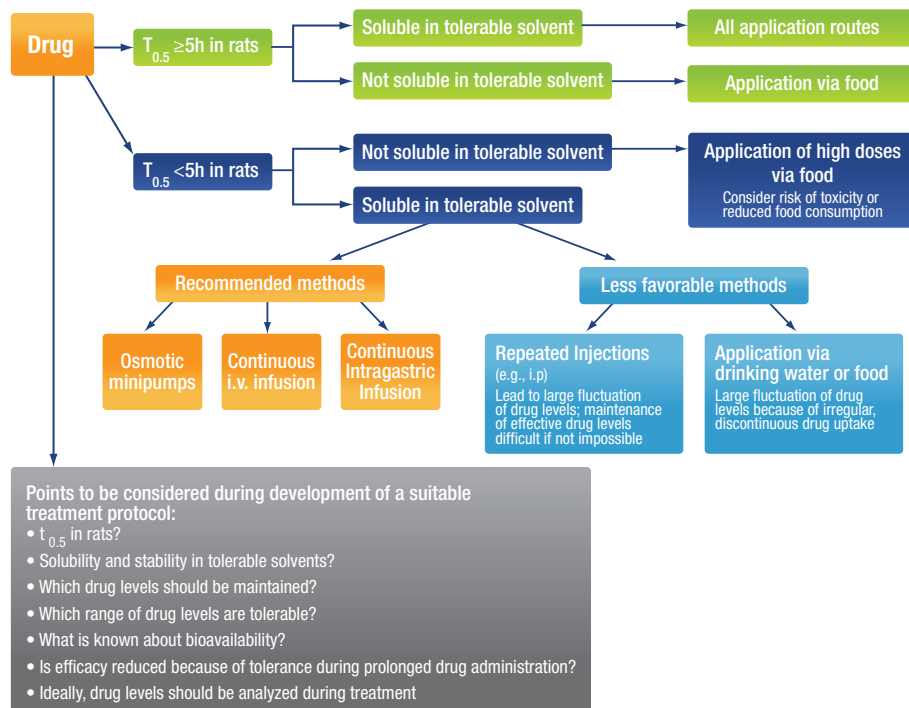 Drug
T 0.5 ≥5h in rats
Soluble in tolerable solvent
All application routes
Not soluble in tolerable solvent
Application via food
T 0.5 <5h in rats
Not soluble in tolerable solvent
Application of high doses
via food
Consider risk of toxicity or
reduced food consumption
Soluble in tolerable solvent
Recommended methods
Less favorable methods
Osmotic
minipumps
Continuous
i.v. infusion
Continuous
Intragastric
Infusion
Repeated Injections
(e.g., i.p)
Lead to large fluctuation
of drug levels; maintenance
of effective drug levels
difficult if not impossible
Application via
drinking water or food
Large fluctuation of drug
levels because of irregular,
discontinous drug uptake
Points to be considered during development of a suitable
treatment protocol:
• t 0.5 in rats?
• Solubility and stability in tolerable solvents?
• Which drug levels should be maintained?
• Which range of drug levels are tolerable?
• What is known about bioavailability?
• Is efficacy reduced because of tolerance during prolonged drug administration?
• Ideally, drug levels should be analyzed during treatment